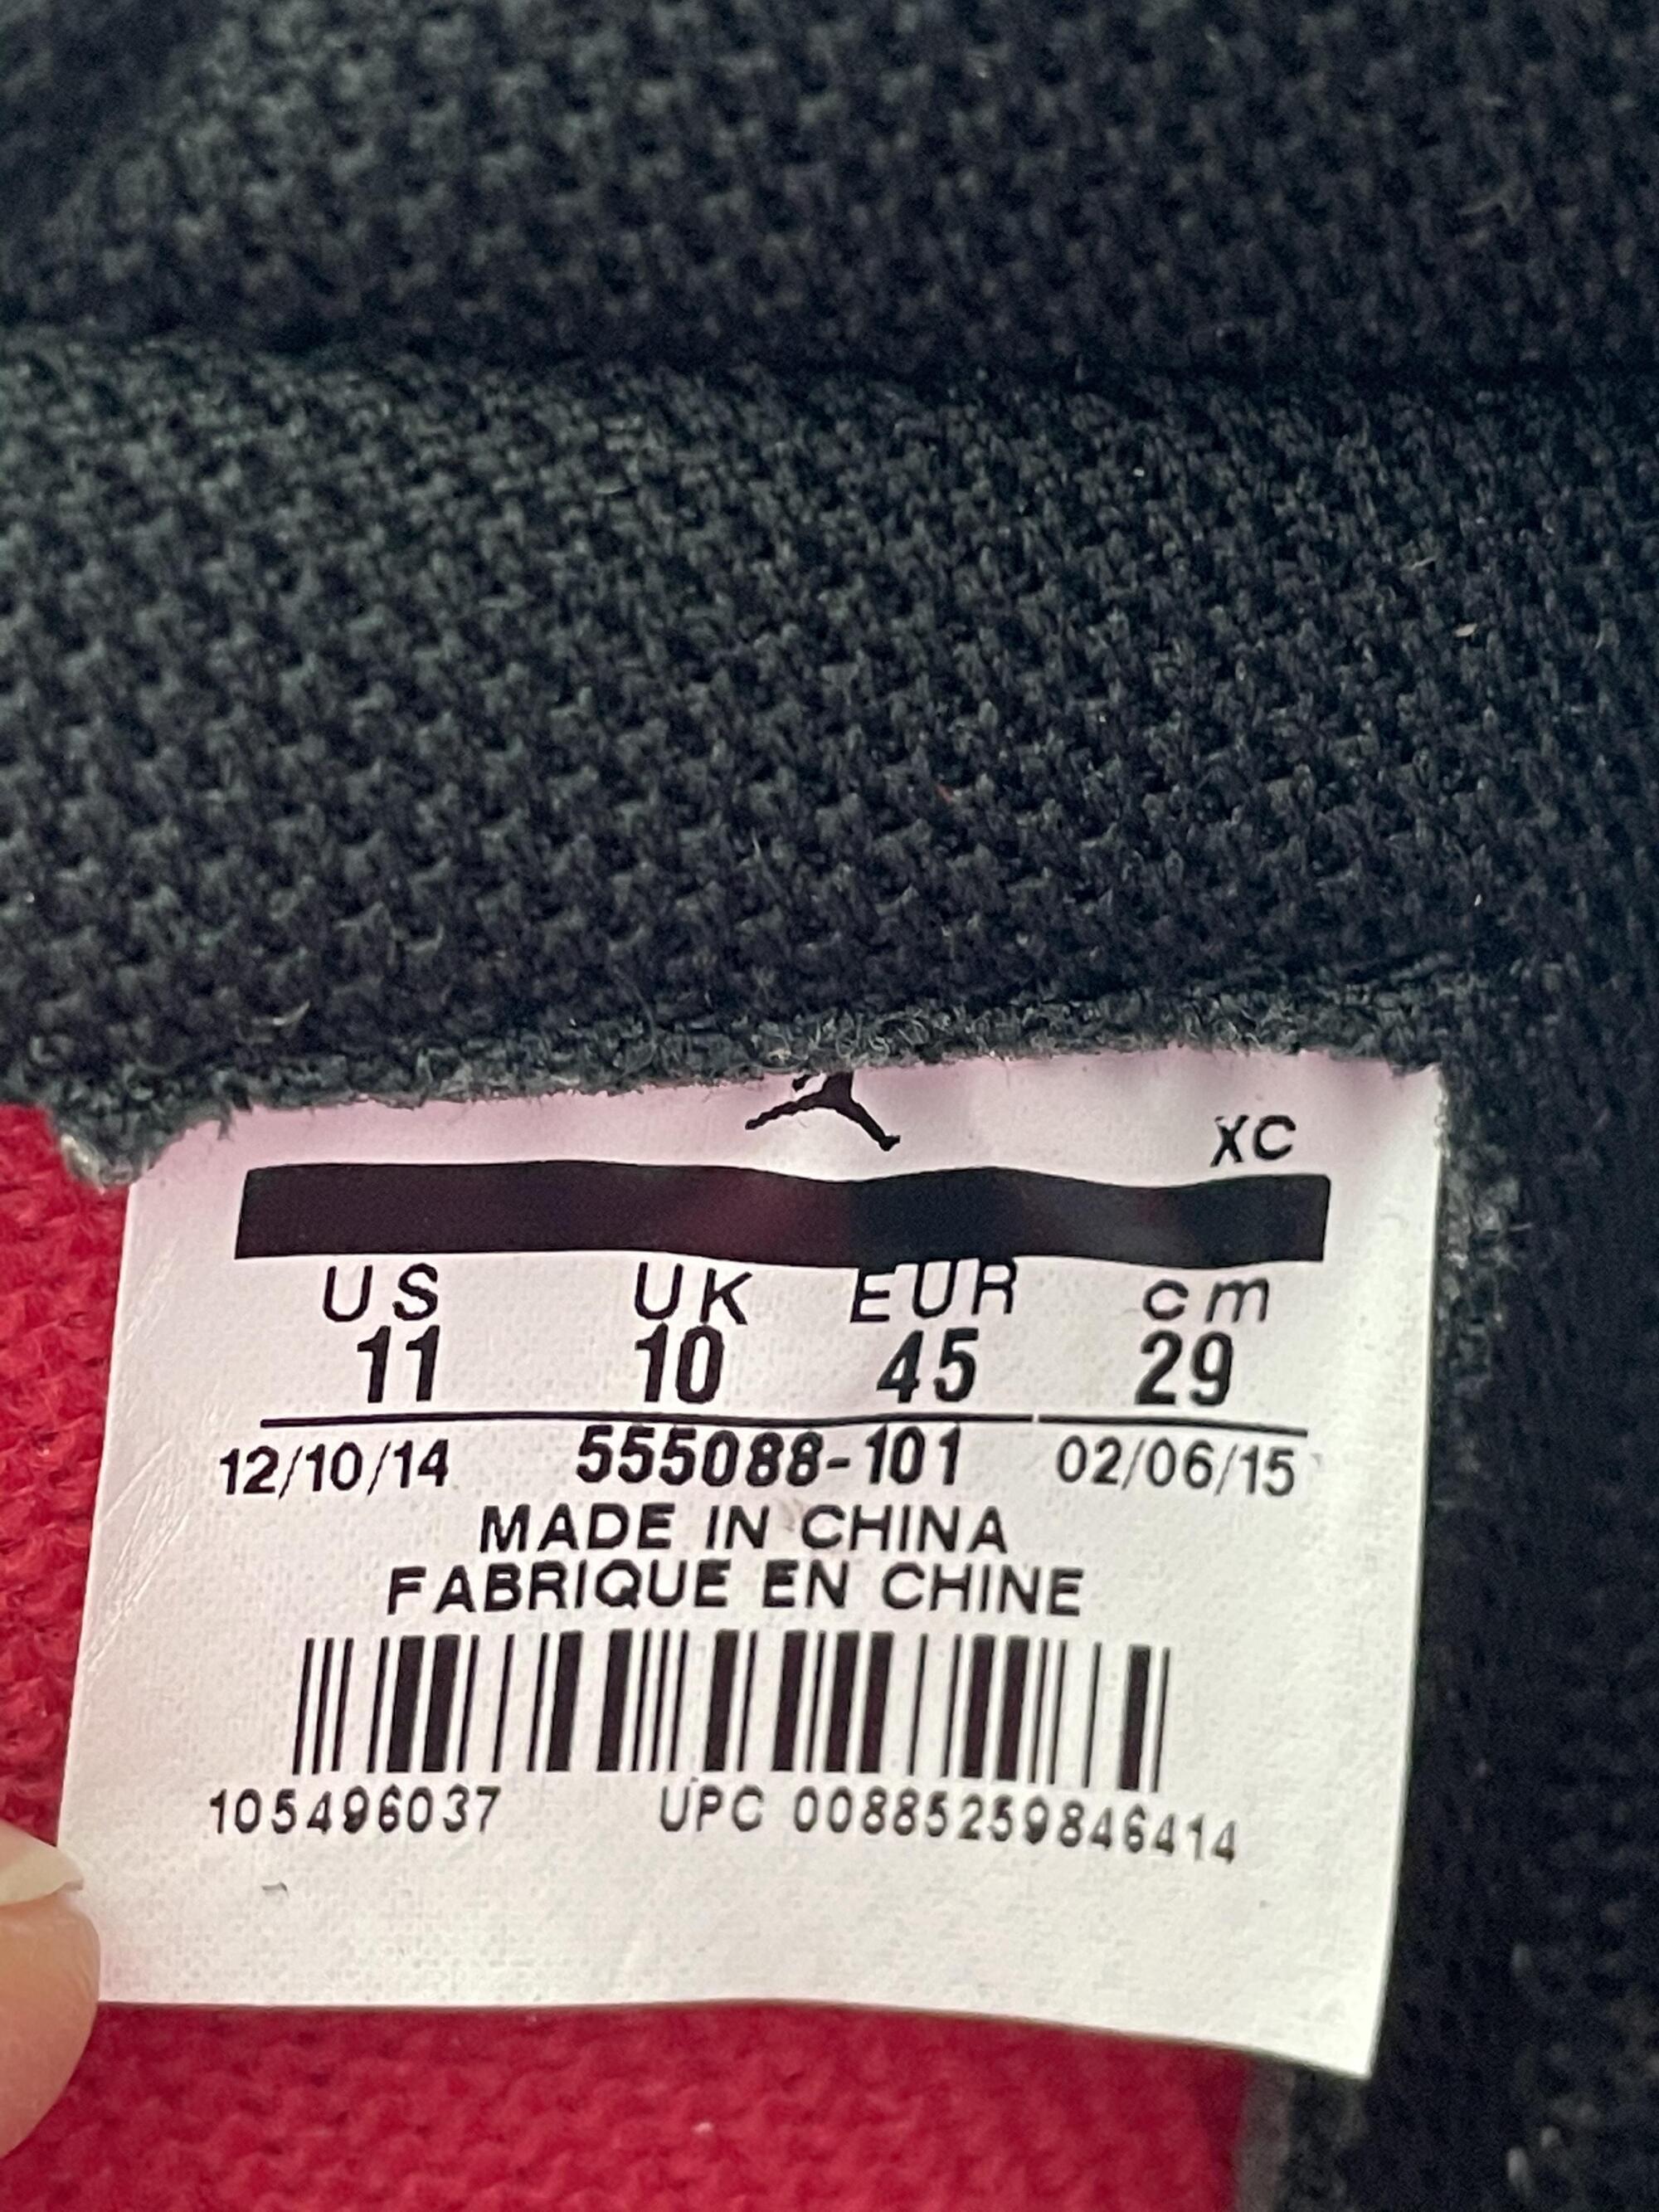 XC
US UK EUR cm
11 10 45 29
12/10/14 555088-101 02/06/15
MADE IN CHINA
FABRIQUE EN CHINE
105496037 UPC 00885259846414